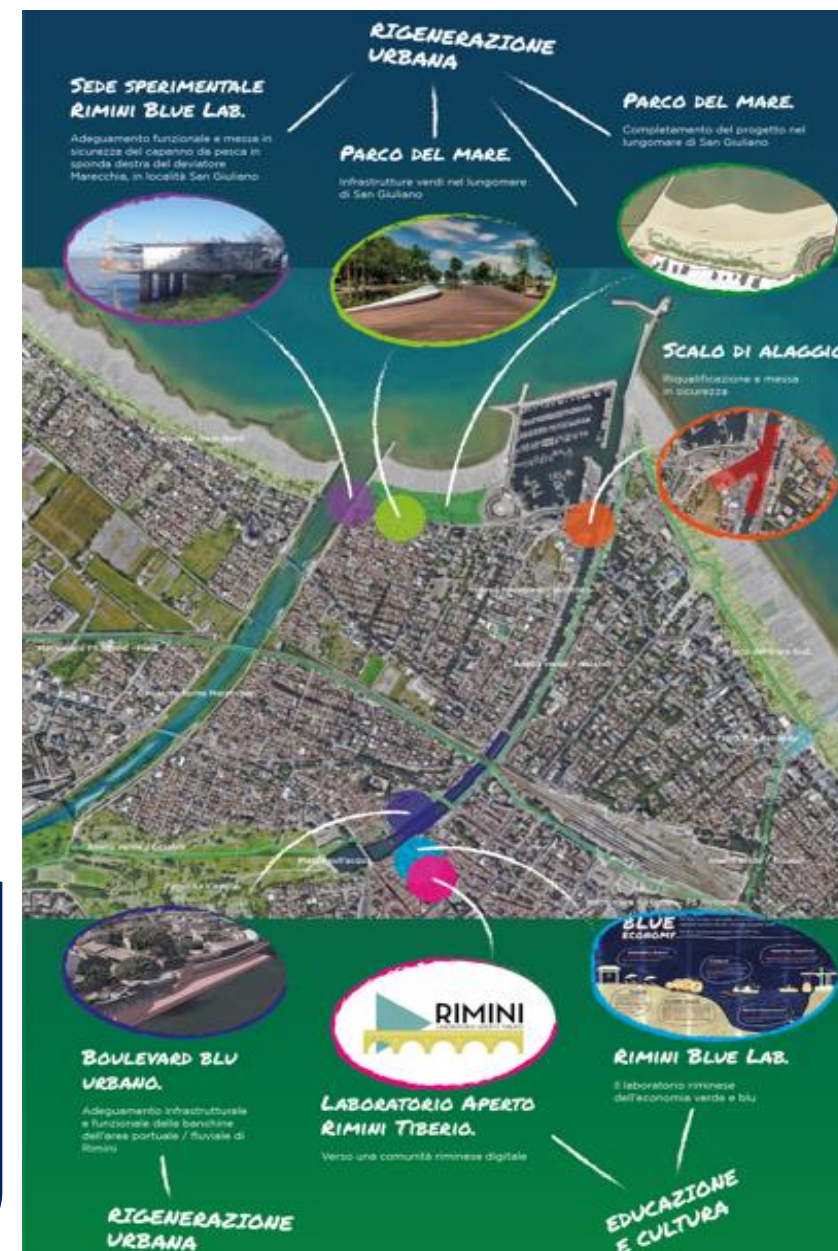 RIGENERAZIONE
URBANA
SEDE SPERIMENTALE
RIMINI BLUE LAB.
Adeguamento funzionale e messa in
sicurezza del capanno da pesca in
sponda destra del deviatore
Marecchia, in località San Giuliano
PARCO DEL MARE.
Infrastrutture verdi nel lungomare
di San Giuliano
PARCO DEL MARE.
Completamento del progetto nel
lungomare di San Giuliano
SCALO DI ALAGGIO
Riqualificazione e messa
in sicurezza
BLUE
ECONOMY
RIMINI
LABORATORIO APERTO TIBERIO
BOULEVARD BLU
URBANO.
Adeguamento infrastrutturale
e funzionale delle banchine
dell'area portuale / fluviale di
Rimini
LABORATORIO APERTO
RIMINI TIBERIO.
Verso una comunità riminese digitale
RIMINI BLUE LAB.
Il laboratorio riminese
dell'economia verde e blu
RIGENERAZIONE
URBANA
EDUCAZIONE
E CULTURA